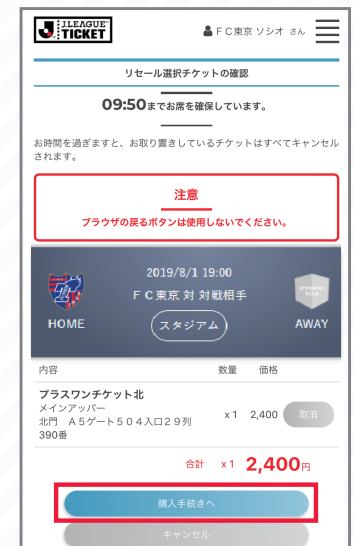 J.LEAGUE
TICKET
FC東京 ソシオ さん
リセール選択チケットの確認
09:50までお席を確保しています。
お時間を過ぎますと、お取り置きしているチケットはすべてキャンセル
されます。
注意
ブラウザの戻るボタンは使用しないでください。
2019/8/1 19:00
FC東京 対 対戦相手
HOME
スタジアム
AWAY
内容 数量 価格
プラスワンチケット北
メインアッパー
北門 A5ゲート504入口29列
390番
x 1 2,400 取消
合計 x 1 2,400円
購入手続きへ
キャンセル